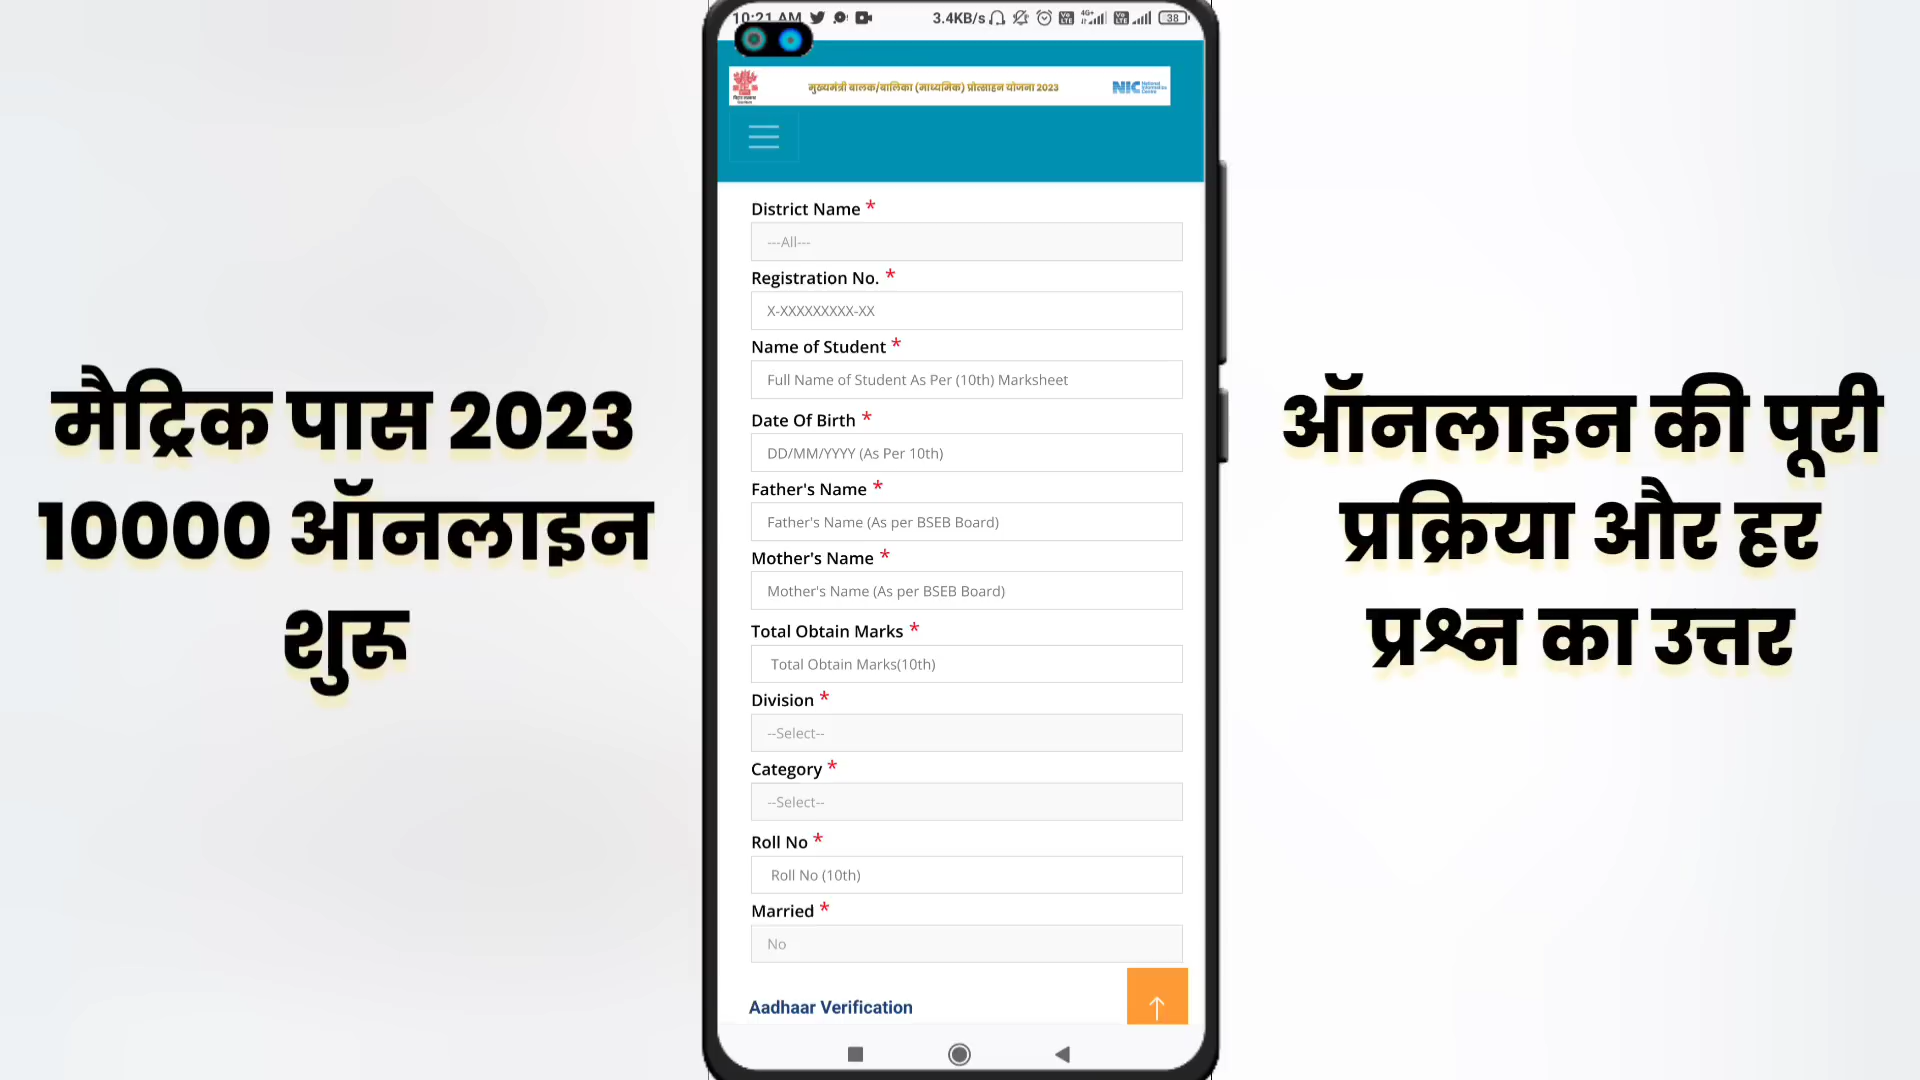 मैट्रिक पास 2023
10000 ऑनलाइन
शुरू
10:21 AM
3.4KB/s
4G+
38
मुख्यमंत्री बालक/बालिका (माध्यमिक) प्रोत्साहन योजना 2023
NIC National Informatics Centre
District Name *
---All---
Registration No. *
X-XXXXXXXXX-XX
Name of Student *
Full Name of Student As Per (10th) Marksheet
Date Of Birth *
DD/MM/YYYY (As Per 10th)
Father's Name *
Father's Name (As per BSEB Board)
Mother's Name *
Mother's Name (As per BSEB Board)
Total Obtain Marks *
Total Obtain Marks(10th)
Division *
--Select--
Category *
--Select--
Roll No *
Roll No (10th)
Married *
No
Aadhaar Verification
ऑनलाइन की पूरी
प्रक्रिया और हर
प्रश्न का उत्तर